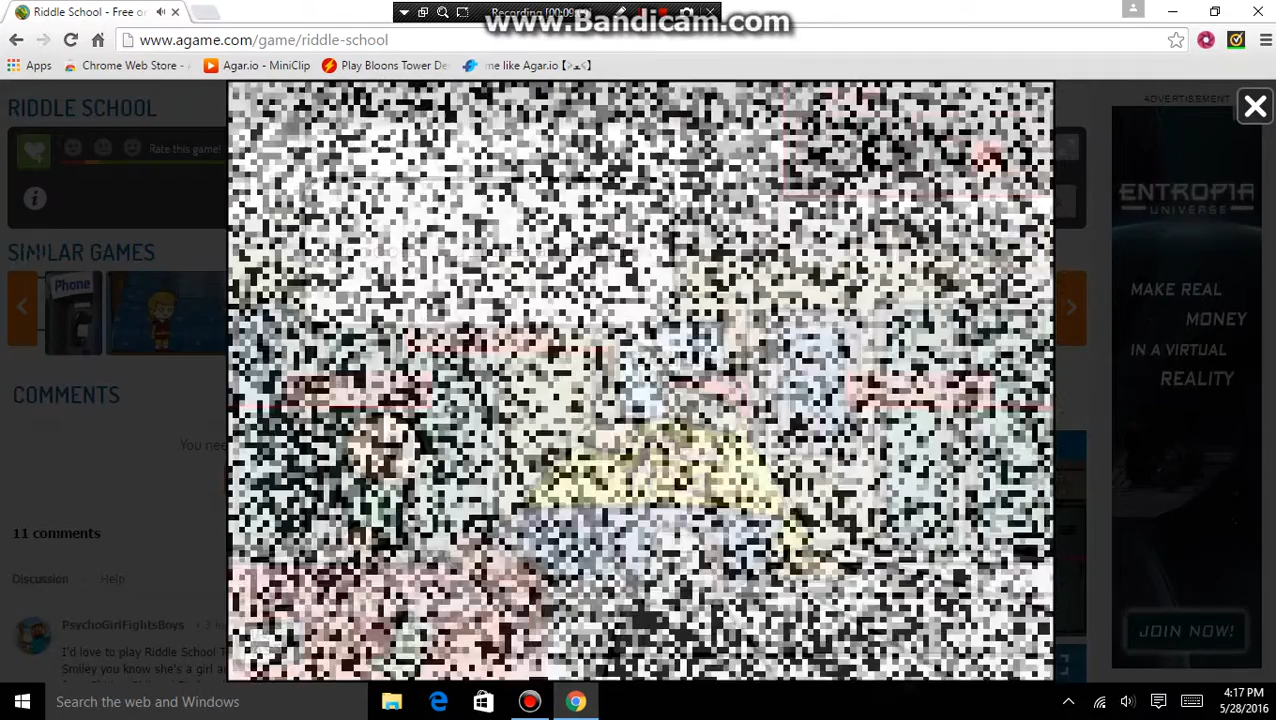 Riddle School - Free or
Recording [00:09
www.Bandicam.com
www.agame.com/game/riddle-school
Apps
Chrome Web Store -
Agar.io - MiniClip
Play Bloons Tower De
me like Agar.io
RIDDLE SCHOOL
ADVERTISEMENT
Rate this game!
ENTROPIA
UNIVERSE
SIMILAR GAMES
Phone
MAKE REAL
MONEY
IN A VIRTUAL
REALITY
COMMENTS
You nee
11 comments
Discussion
Help
PsychoGirlFightsBoys
I'd love to play Riddle School T
Smiley you know she's a girl a
JOIN NOW!
Search the web and Windows
4:17 PM
5/28/2016